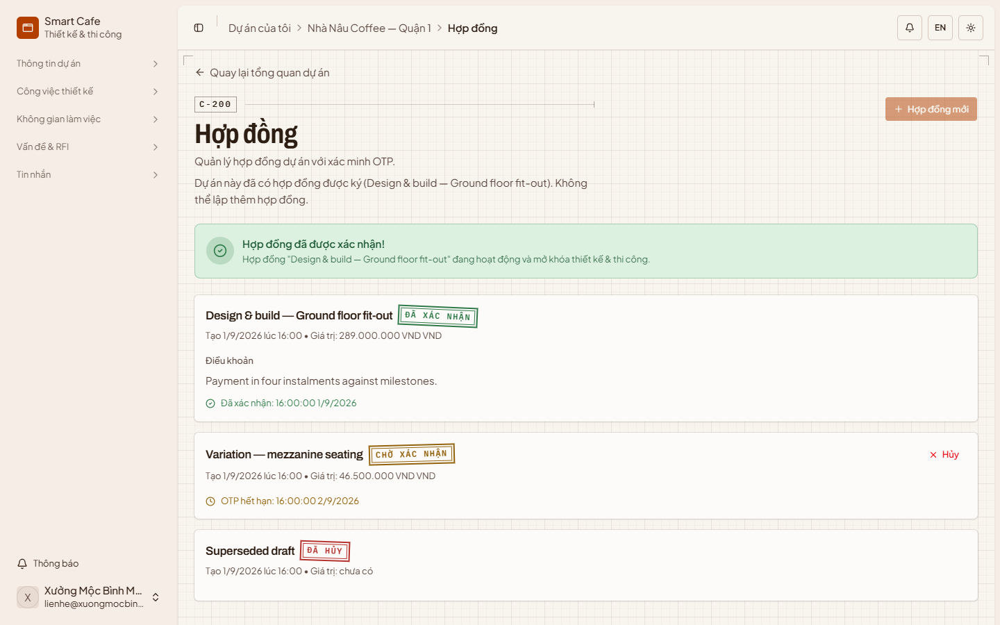 Smart Cafe
Thiết kế & thi công
Thông tin dự án
Công việc thiết kế
Không gian làm việc
Vấn đề & RFI
Tin nhắn
Thông báo
X
Xưởng Mộc Bình M...
lienhe@xuongmocbin...
Dự án của tôi > Nhà Nâu Coffee — Quận 1 > Hợp đồng
EN
Quay lại tổng quan dự án
C-200
Hợp đồng mới
Hợp đồng
Quản lý hợp đồng dự án với xác minh OTP.
Dự án này đã có hợp đồng được ký (Design & build — Ground floor fit-out). Không
thể lập thêm hợp đồng.
Hợp đồng đã được xác nhận!
Hợp đồng "Design & build — Ground floor fit-out" đang hoạt động và mở khóa thiết kế & thi công.
Design & build — Ground floor fit-out ĐÃ XÁC NHẬN
Tạo 1/9/2026 lúc 16:00 • Giá trị: 289.000.000 VND VND
Điều khoản
Payment in four instalments against milestones.
Đã xác nhận: 16:00:00 1/9/2026
Variation — mezzanine seating CHỜ XÁC NHẬN
Hủy
Tạo 1/9/2026 lúc 16:00 • Giá trị: 46.500.000 VND VND
OTP hết hạn: 16:00:00 2/9/2026
Superseded draft ĐÃ HỦY
Tạo 1/9/2026 lúc 16:00 • Giá trị: chưa có